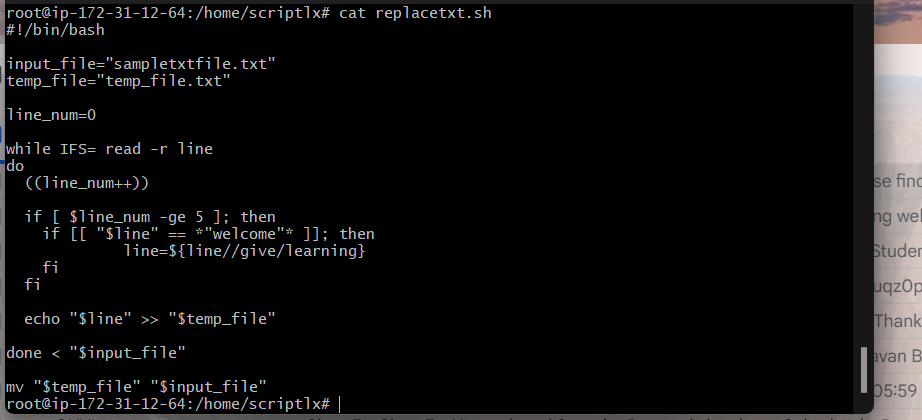 root@ip-172-31-12-64:/home/scriptlx# cat replacetxt.sh
#!/bin/bash

input_file="sampletxtfile.txt"
temp_file="temp_file.txt"

line_num=0

while IFS= read -r line
do
  ((line_num++))

  if [ $line_num -ge 5 ]; then
    if [[ "$line" == *"welcome"* ]]; then
             line=${line//give/learning}
    fi
  fi

  echo "$line" >> "$temp_file"

done < "$input_file"

mv "$temp_file" "$input_file"
root@ip-172-31-12-64:/home/scriptlx#
se find
ng wel
Studen
uqz0p
Thank
avan B
05:59